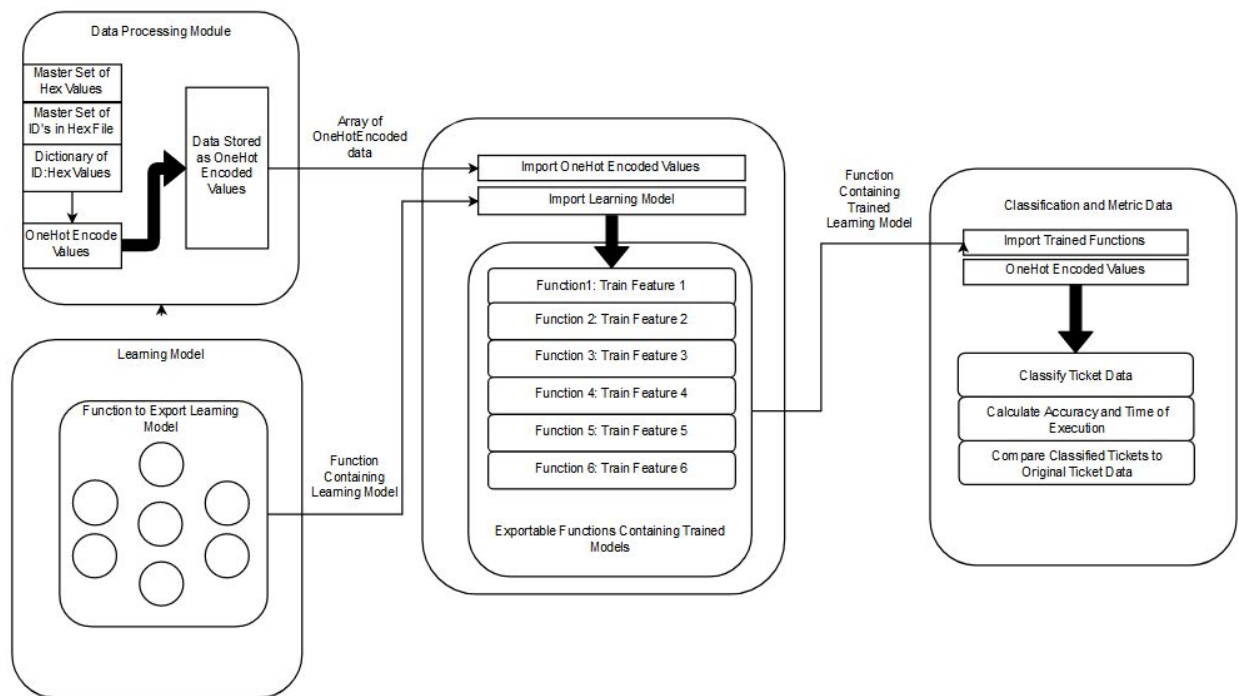 Data Processing Module
Master Set of
Hex Values
Master Set of
ID's in Hex File
Dictionary of
ID:Hex Values
OneHot Encode
Values
Data Stored
as OneHot
Encoded
Values
Array of
OneHotEncoded
data
Learning Model
Function to Export Learning
Model
Function
Containing
Learning Model
Import OneHot Encoded Values
Import Learning Model
Function1: Train Feature 1
Function 2: Train Feature 2
Function 3: Train Feature 3
Function 4: Train Feature 4
Function 5: Train Feature 5
Function 6: Train Feature 6
Exportable Functions Containing Trained
Models
Function
Containing
Trained
Learning Model
Classification and Metric Data
Import Trained Functions
OneHot Encoded Values
Classify Ticket Data
Calculate Accuracy and Time of
Execution
Compare Classified Tickets to
Original Ticket Data